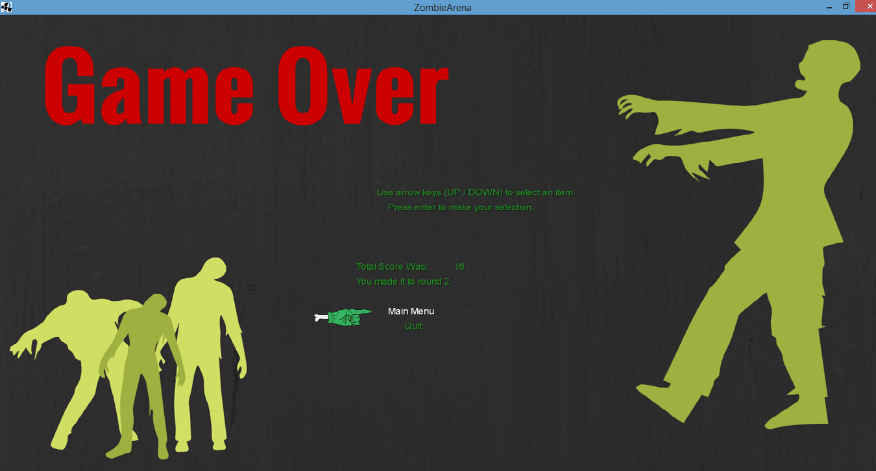 ZombieArena
Game Over
Use arrow keys (UP / DOWN) to select an item
Press enter to make your selection.
Total Score Was: 16
You made it to round 2
Main Menu
Quit